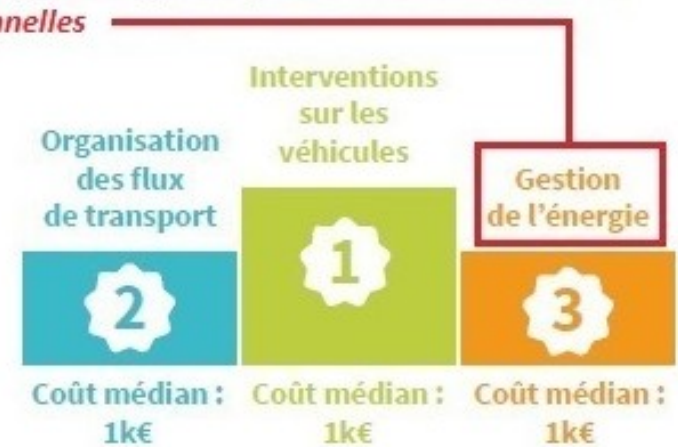 nnelles
Organisation
des flux
de transport
Interventions
sur les
véhicules
Gestion
de l'énergie
2
1
3
Coût médian :
1k€
Coût médian :
1k€
Coût médian :
1k€